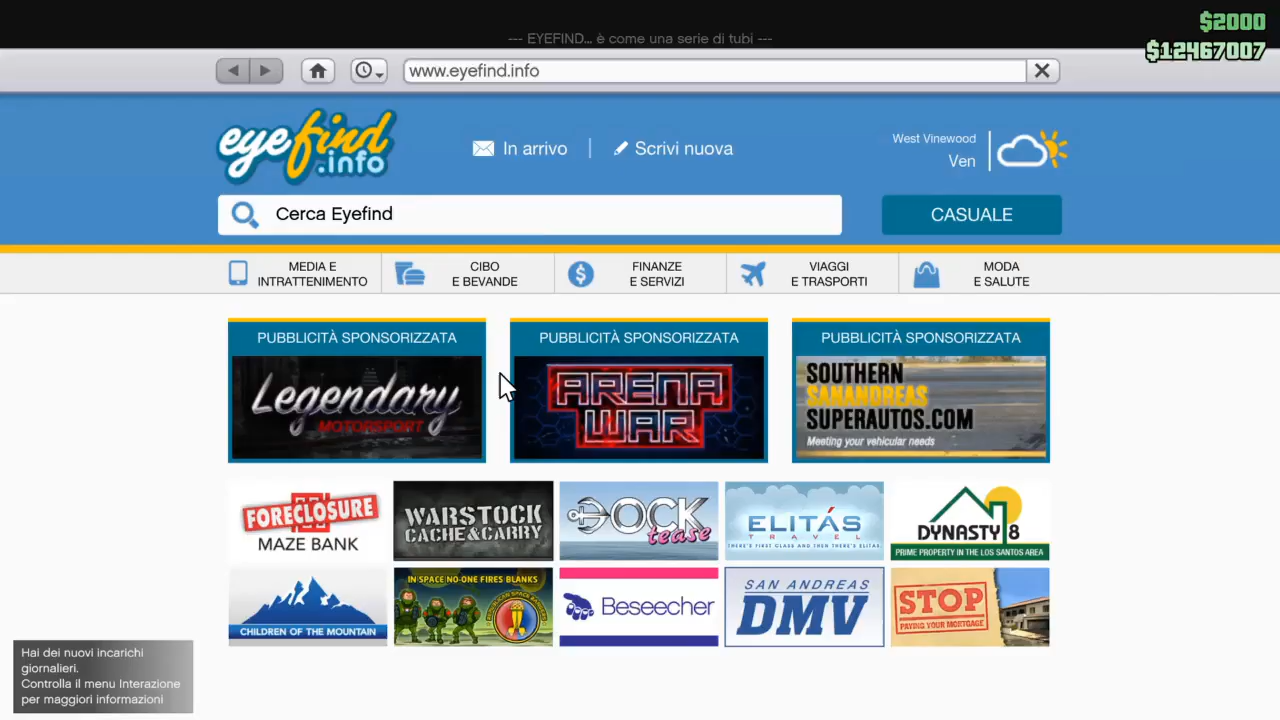 $2000
--- EYEFIND... è come una serie di tubi ---
$12467007
www.eyefind.info
eyefind
.info
In arrivo
Scrivi nuova
West Vinewood
Ven
Cerca Eyefind
CASUALE
MEDIA E
INTRATTENIMENTO
CIBO
E BEVANDE
FINANZE
E SERVIZI
VIAGGI
E TRASPORTI
MODA
E SALUTE
PUBBLICITÀ SPONSORIZZATA
Legendary
MOTORSPORT
PUBBLICITÀ SPONSORIZZATA
ARENA
WAR
PUBBLICITÀ SPONSORIZZATA
SOUTHERN
SANANDREAS
SUPERAUTOS.COM
Meeting your vehicular needs
FORECLOSURE
MAZE BANK
WARSTOCK
CACHE&CARRY
DOCK
tease
ELITÁS
TRAVEL
THERE'S FIRST CLASS AND THEN THERE'S ELITAS
DYNASTY 8
PRIME PROPERTY IN THE LOS SANTOS AREA
CHILDREN OF THE MOUNTAIN
IN SPACE NO-ONE FIRES BLANKS
Beseecher
SAN ANDREAS
DMV
STOP
PAYING YOUR MORTGAGE
Hai dei nuovi incarichi
giornalieri.
Controlla il menu Interazione
per maggiori informazioni